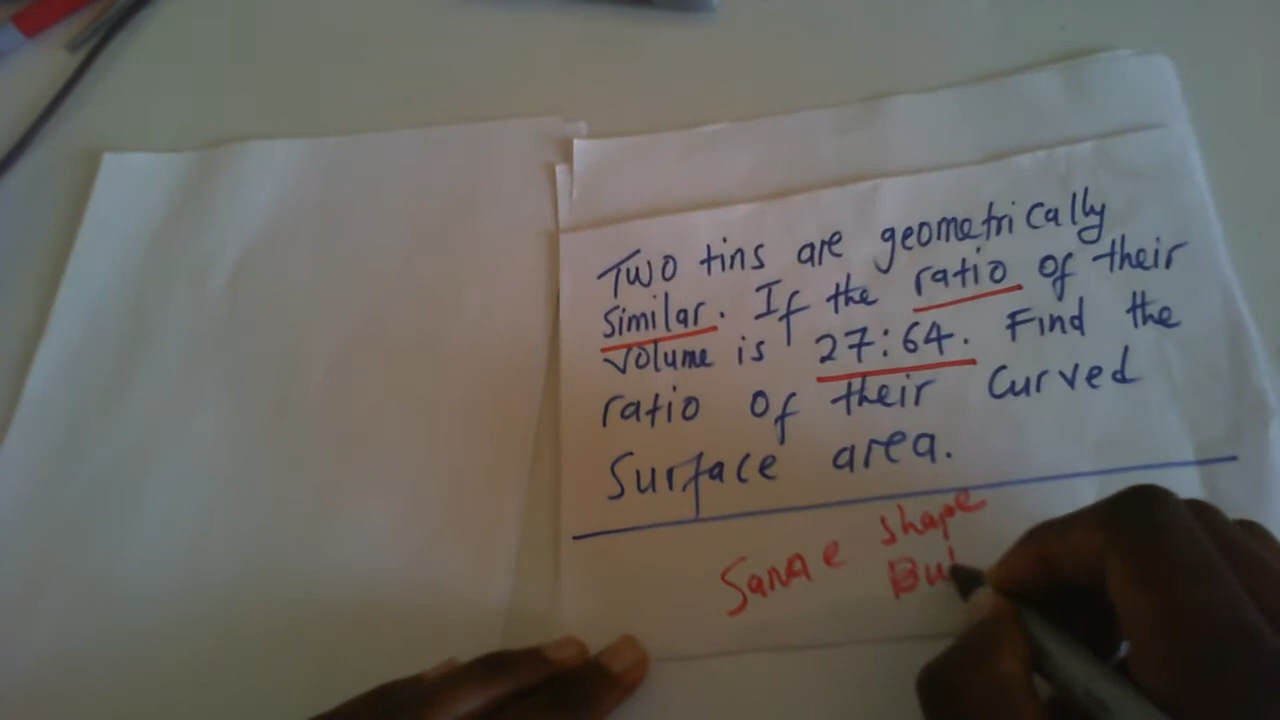 Two tins are geometrically
similar. If the ratio of their
volume is 27:64. Find the
ratio of their Curved
Surface area.
Same shape
But